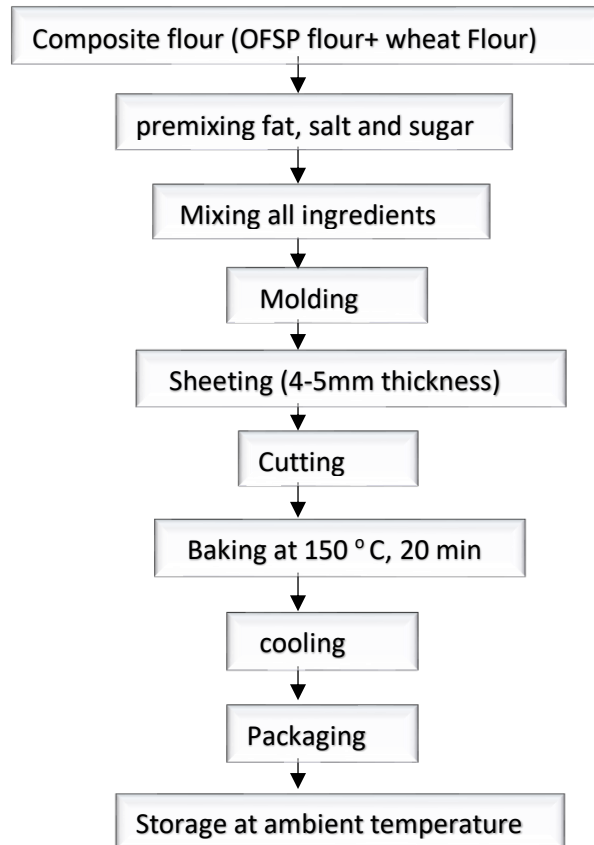 Composite flour (OFSP flour+ wheat Flour)
premixing fat, salt and sugar
Mixing all ingredients
Molding
Sheeting (4-5mm thickness)
Cutting
Baking at 150 ° C, 20 min
cooling
Packaging
Storage at ambient temperature